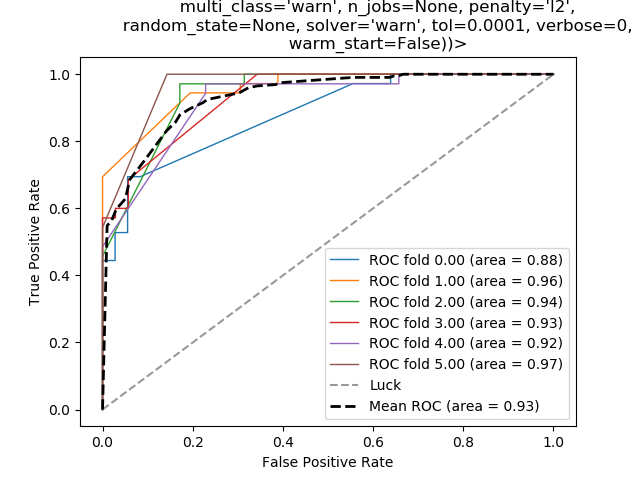 multi_class='warn', n_jobs=None, penalty='l2',
random_state=None, solver='warn', tol=0.0001, verbose=0,
warm_start=False))>
1.0
0.8
0.6
0.4
0.2
0.0
True Positive Rate
ROC fold 0.00 (area = 0.88)
ROC fold 1.00 (area = 0.96)
ROC fold 2.00 (area = 0.94)
ROC fold 3.00 (area = 0.93)
ROC fold 4.00 (area = 0.92)
ROC fold 5.00 (area = 0.97)
Luck
Mean ROC (area = 0.93)
0.0 0.2 0.4 0.6 0.8 1.0
False Positive Rate